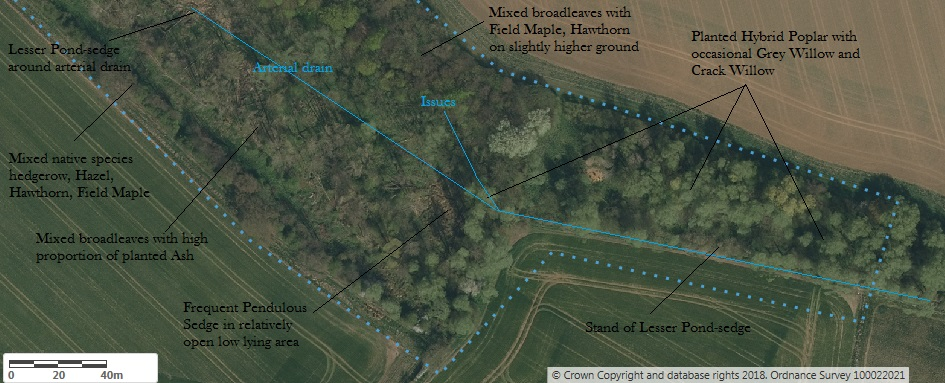 Mixed broadleaves with
Field Maple, Hawthorn
on slightly higher ground
Planted Hybrid Poplar with
occasional Grey Willow and
Crack Willow
Lesser Pond-sedge
around arterial drain
Arterial drain
Issues
Mixed native species
hedgerow, Hazel,
Hawthorn, Field Maple
Mixed broadleaves with high
proportion of planted Ash
Frequent Pendulous
Sedge in relatively
open low lying area
Stand of Lesser Pond-sedge
0 20 40m
© Crown Copyright and database rights 2018. Ordnance Survey 100022021